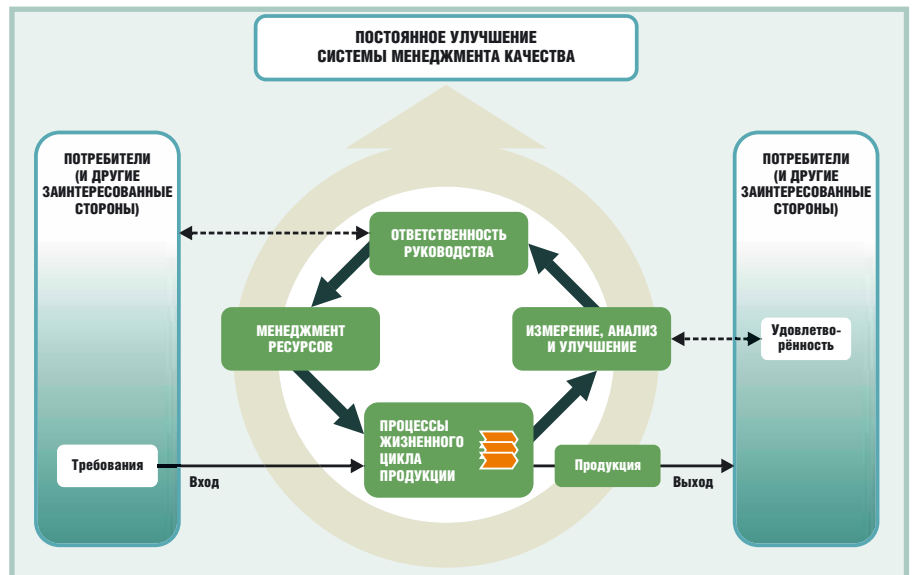 ПОСТОЯННОЕ УЛУЧШЕНИЕ
СИСТЕМЫ МЕНЕДЖМЕНТА КАЧЕСТВА
ПОТРЕБИТЕЛИ
(И ДРУГИЕ
ЗАИНТЕРЕСОВАННЫЕ
СТОРОНЫ)
ПОТРЕБИТЕЛИ
(И ДРУГИЕ
ЗАИНТЕРЕСОВАННЫЕ
СТОРОНЫ)
ОТВЕТСТВЕННОСТЬ
РУКОВОДСТВА
МЕНЕДЖМЕНТ
РЕСУРСОВ
ИЗМЕРЕНИЕ, АНАЛИЗ
И УЛУЧШЕНИЕ
Удовлетво-
рённость
ПРОЦЕССЫ
ЖИЗНЕННОГО
ЦИКЛА
ПРОДУКЦИИ
Требования
Вход
Продукция
Выход